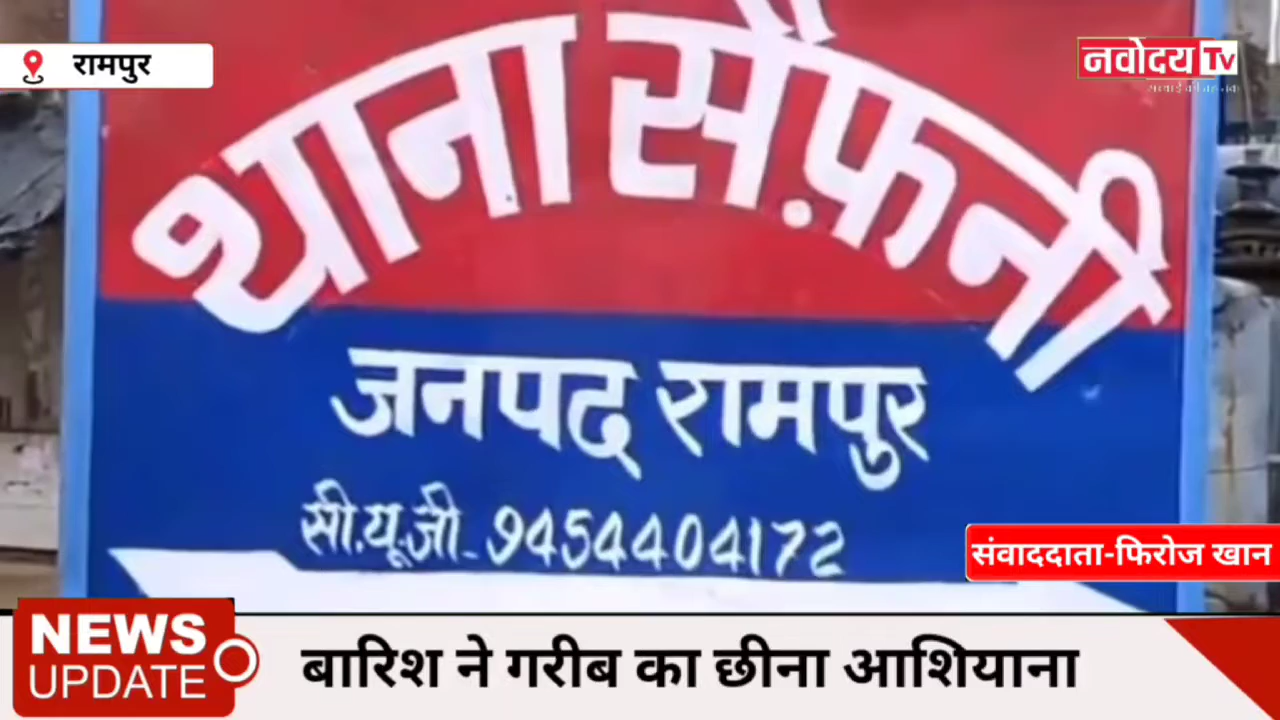 रामपुर
नवोदय TV
थाना सैफ़नी
जनपद रामपुर
सी.यू.जी. 9454404172
संवाददाता-फिरोज खान
NEWS
UPDATE
बारिश ने गरीब का छीना आशियाना